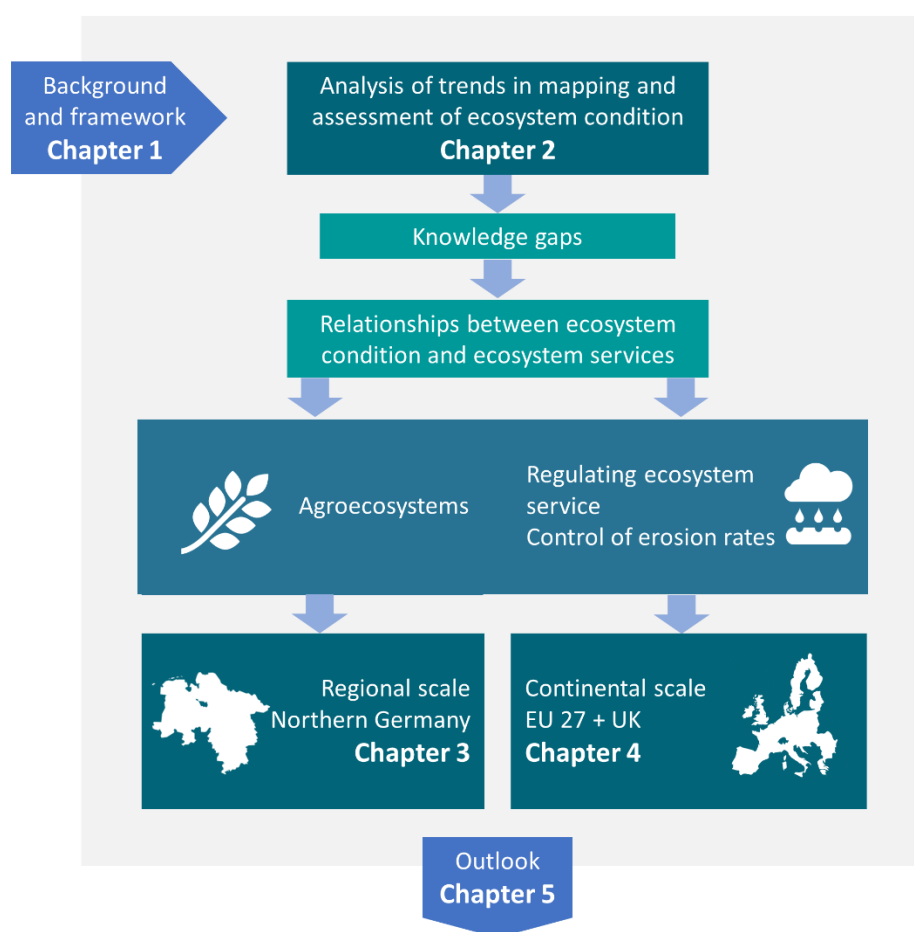 Background
and framework
Chapter 1
Analysis of trends in mapping and
assessment of ecosystem condition
Chapter 2
Knowledge gaps
Relationships between ecosystem
condition and ecosystem services
Agroecosystems
Regulating ecosystem
service
Control of erosion rates
Regional scale
Northern Germany
Chapter 3
Continental scale
EU 27 + UK
Chapter 4
Outlook
Chapter 5